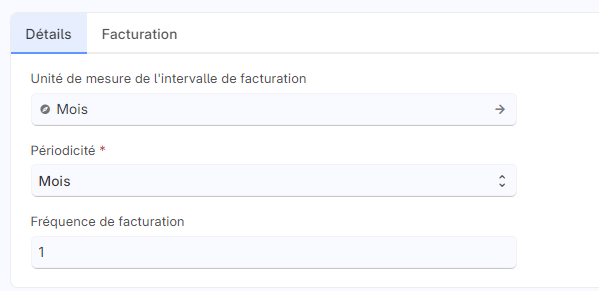 Détails
Facturation
Unité de mesure de l'intervalle de facturation
Mois
Périodicité *
Mois
Fréquence de facturation
1